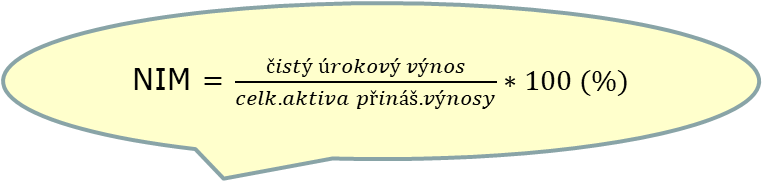 NIM = čistý úrokový výnos / celk.aktiva přináš.výnosy * 100 (%)